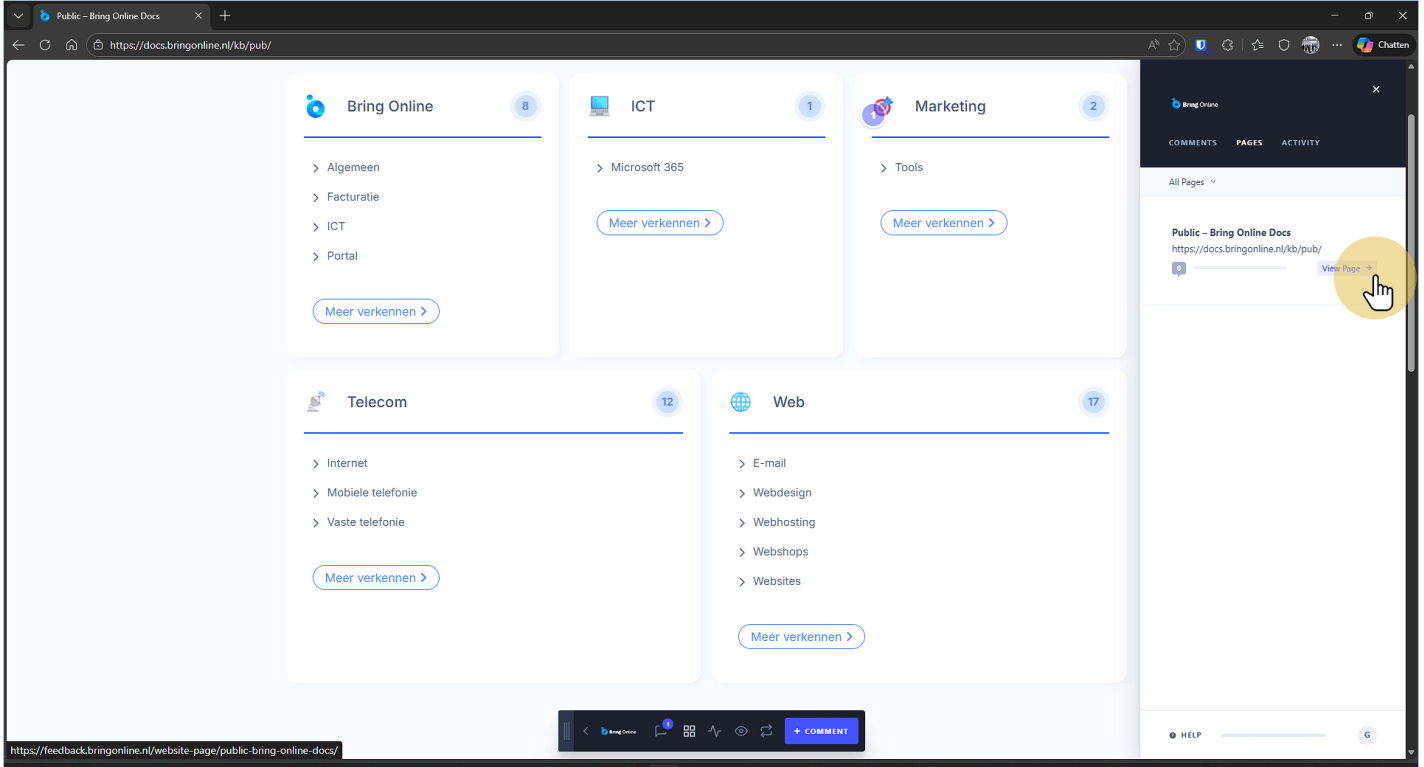 Public – Bring Online Docs
https://docs.bringonline.nl/kb/pub/
Chatten
Bring Online
8
Algemeen
Facturatie
ICT
Portal
Meer verkennen
ICT
1
Microsoft 365
Meer verkennen
1
Marketing
2
Tools
Meer verkennen
Telecom
12
Internet
Mobiele telefonie
Vaste telefonie
Meer verkennen
Web
17
E-mail
Webdesign
Webhosting
Webshops
Websites
Meer verkennen
Bring Online
COMMENTS PAGES ACTIVITY
All Pages
Public – Bring Online Docs
https://docs.bringonline.nl/kb/pub/
0
View Page
HELP
G
Bring Online
1
+ COMMENT
https://feedback.bringonline.nl/website-page/public-bring-online-docs/